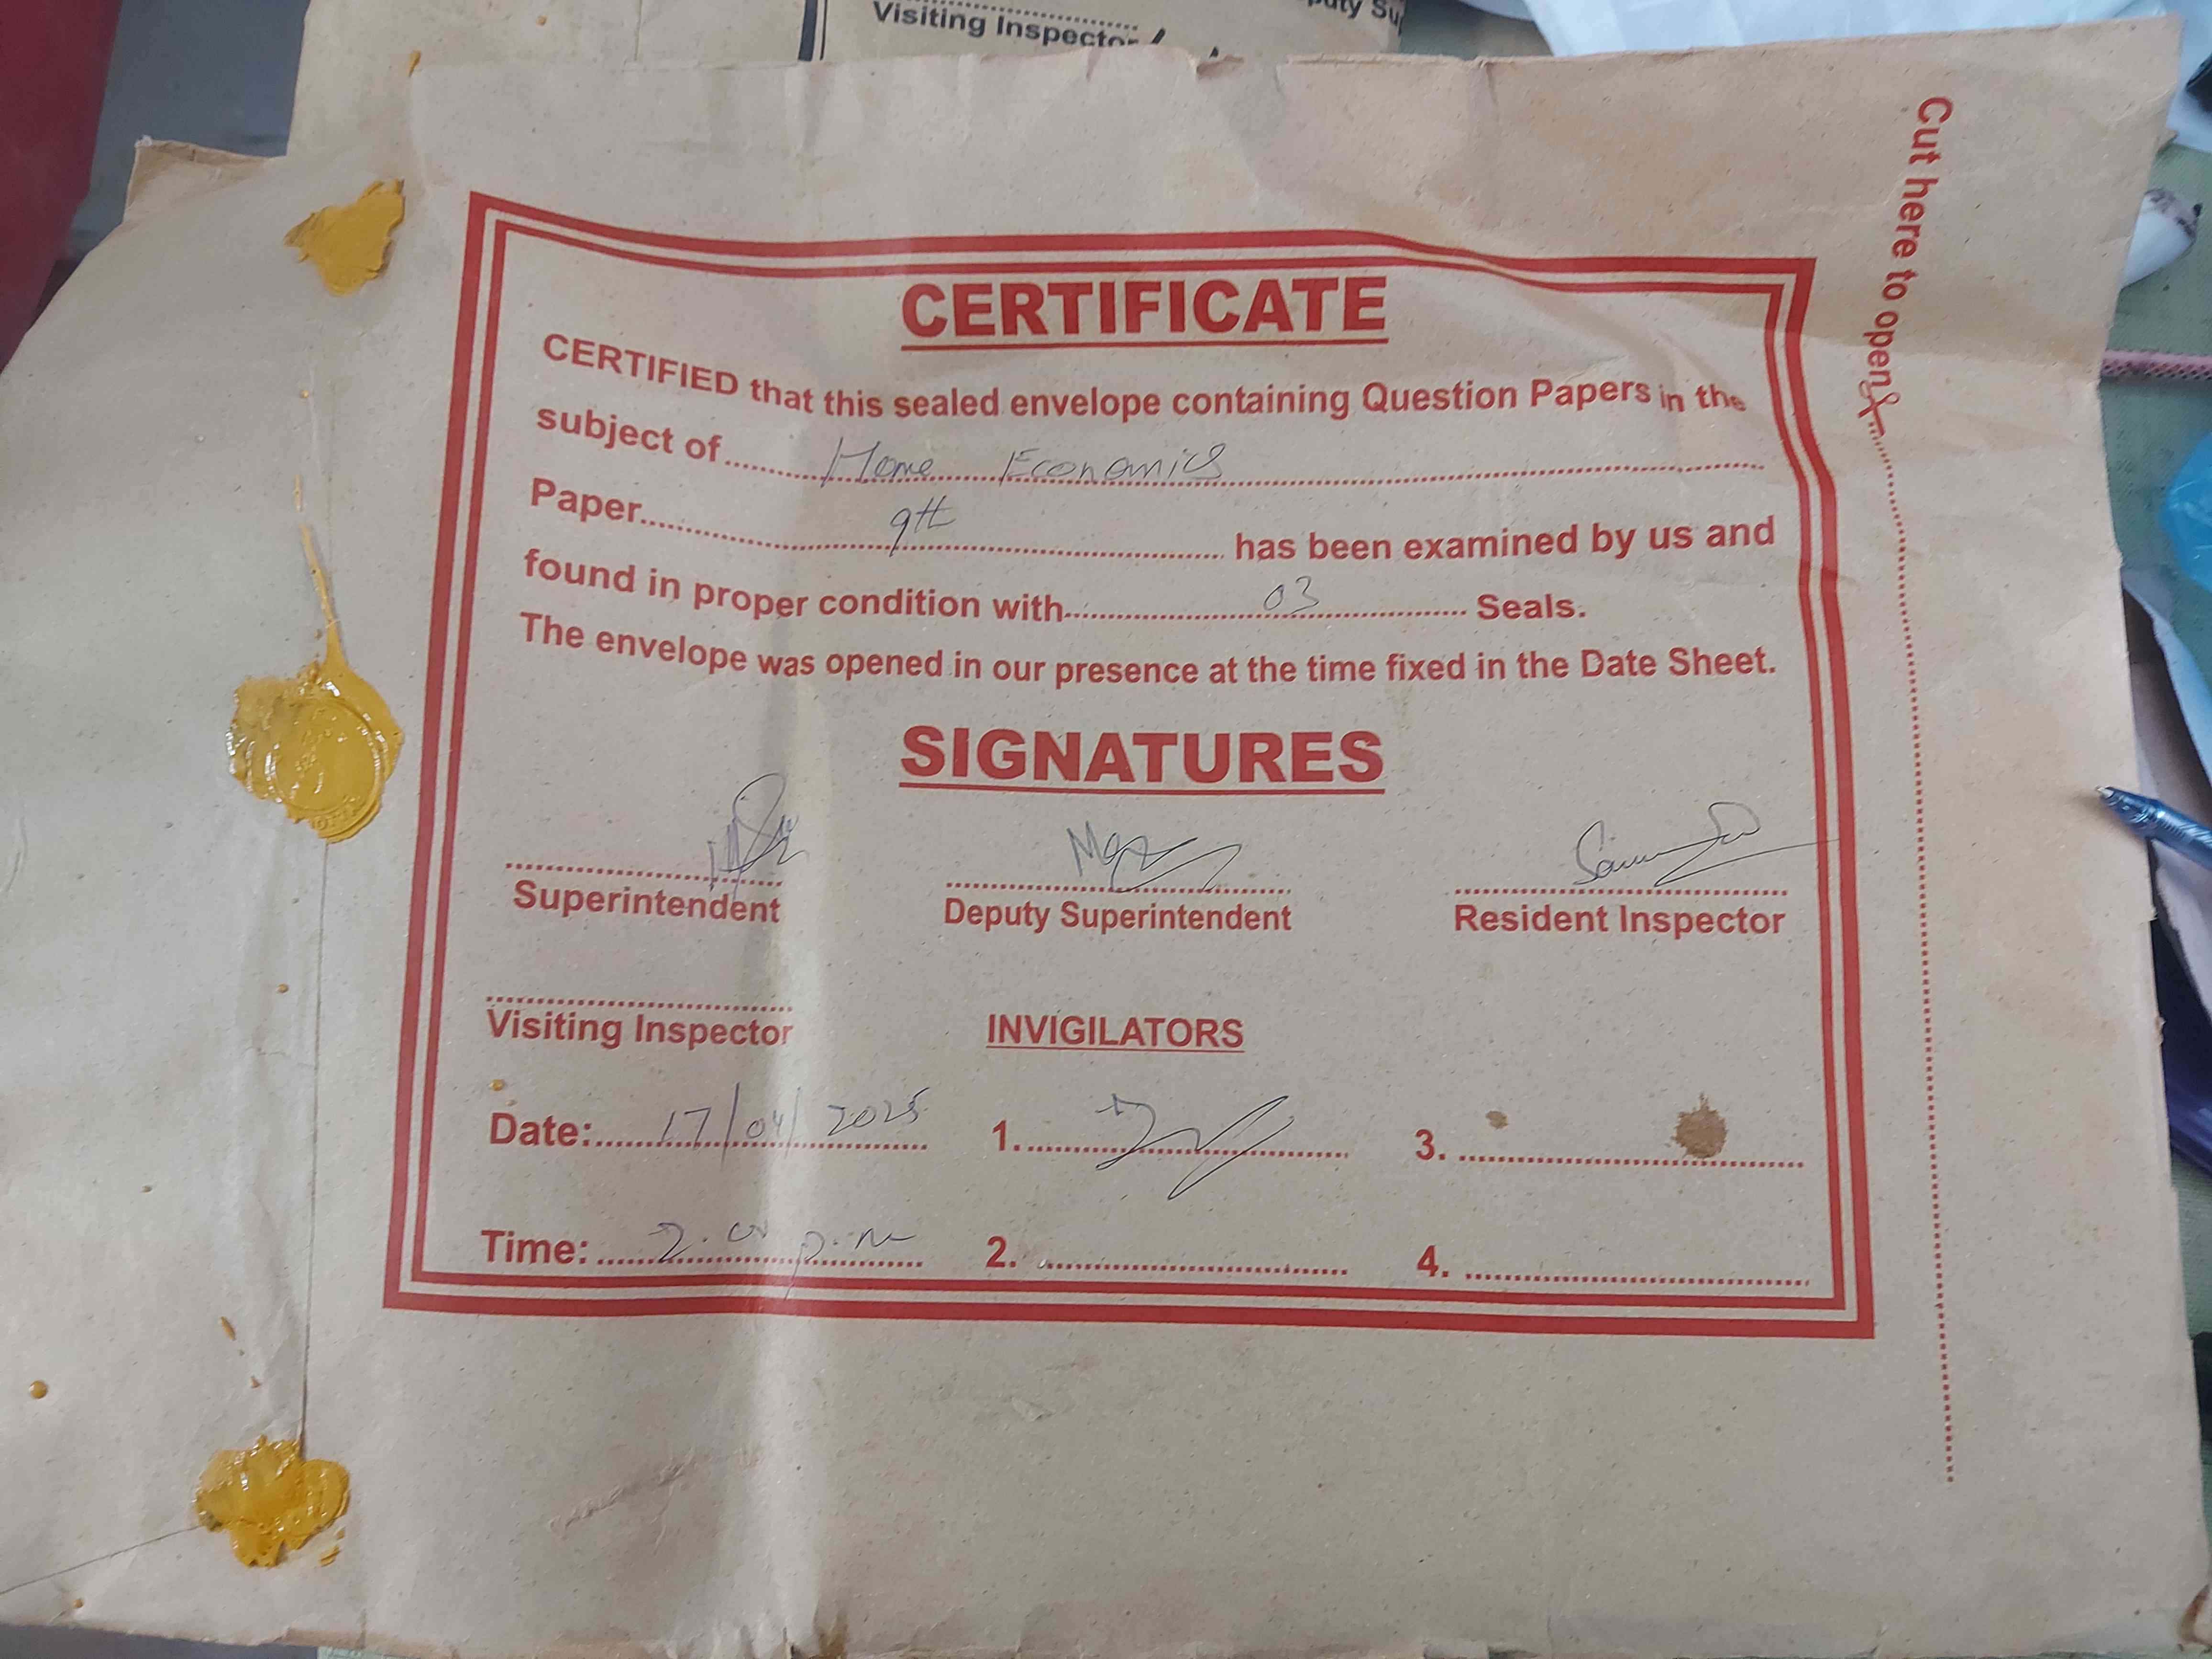 Visiting Inspector
Cut here to open
CERTIFICATE
CERTIFIED that this sealed envelope containing Question Papers in the
subject of.......Home Economics.......
Paper.......9th....... has been examined by us and
found in proper condition with.......03....... Seals.
The envelope was opened in our presence at the time fixed in the Date Sheet.
SIGNATURES
Superintendent Deputy Superintendent Resident Inspector
Visiting Inspector INVIGILATORS
Date:.......17/04/2025 1........ 3........
Time:.......2.00 p.m 2........ 4........